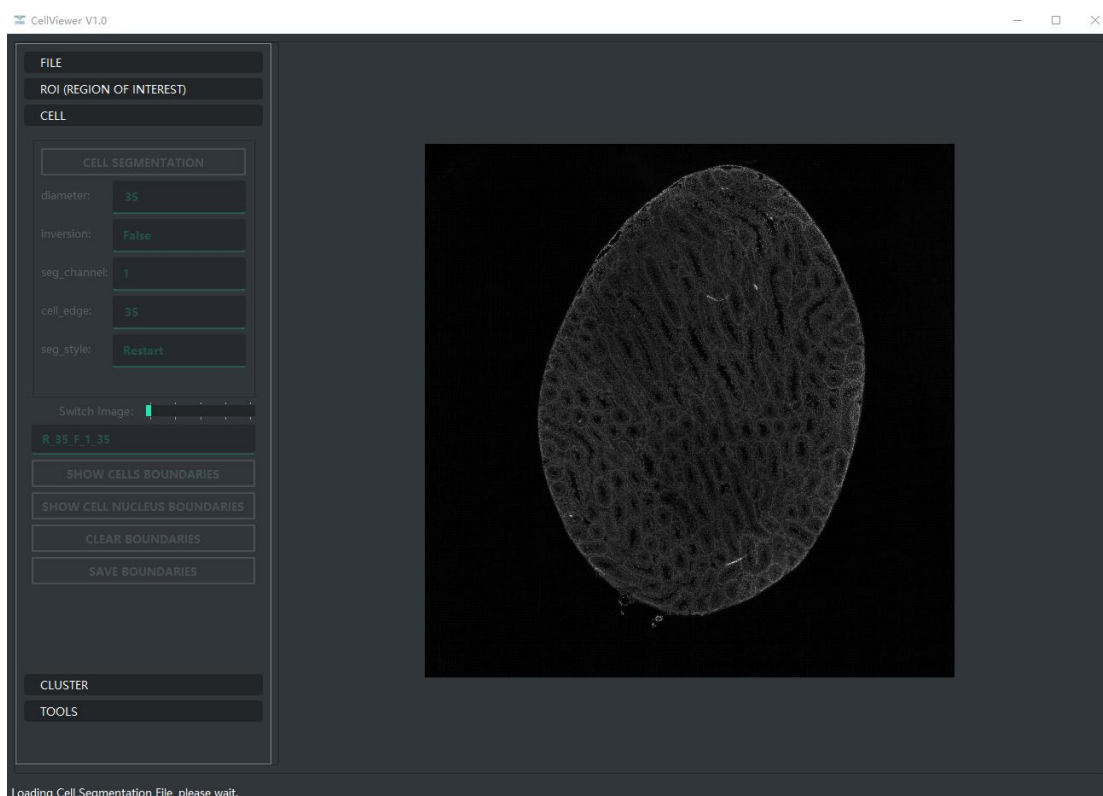 CellViewer V1.0
FILE
ROI (REGION OF INTEREST)
CELL
CELL SEGMENTATION
diameter: 35
inversion: False
seg_channel: 1
cell_edge: 35
seg_style: Restart
Switch Image:
R_35_F_1_35
SHOW CELLS BOUNDARIES
SHOW CELL NUCLEUS BOUNDARIES
CLEAR BOUNDARIES
SAVE BOUNDARIES
CLUSTER
TOOLS
Loading Cell Segmentation File, please wait.